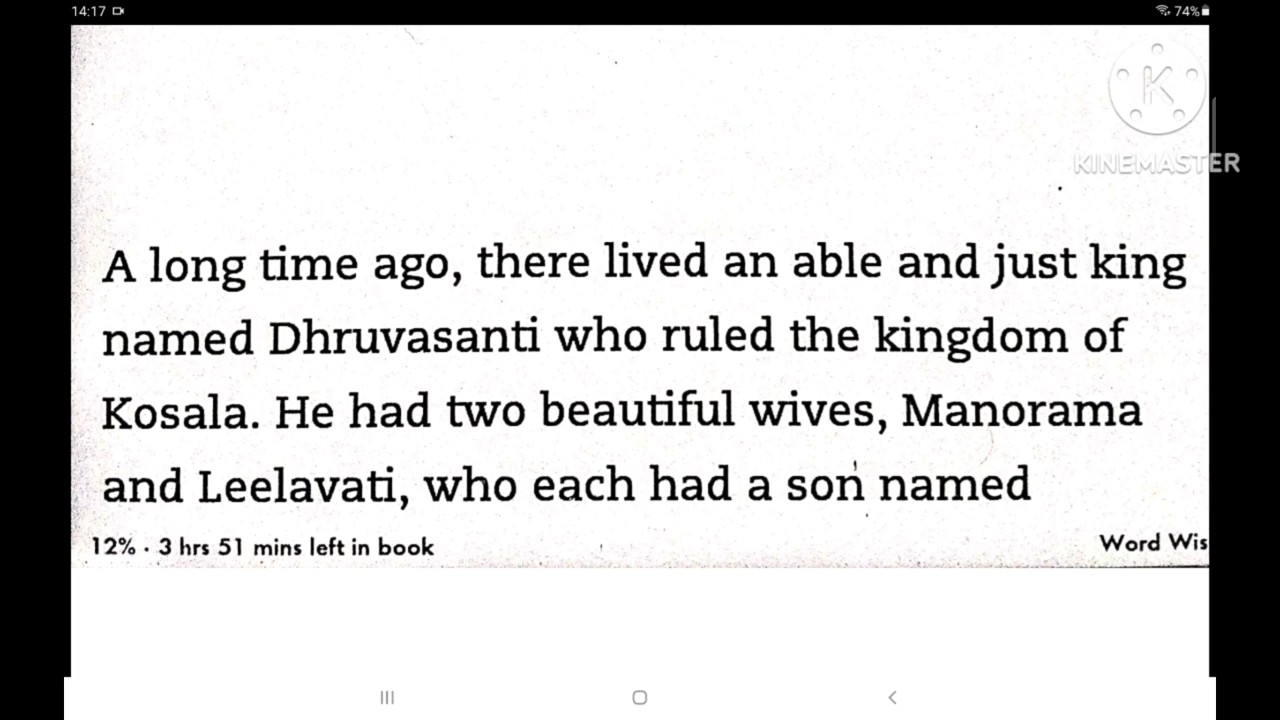 14:17
74%
K
KINEMASTER
A long time ago, there lived an able and just king
named Dhruvasanti who ruled the kingdom of
Kosala. He had two beautiful wives, Manorama
and Leelavati, who each had a son named
12% · 3 hrs 51 mins left in book
Word Wis